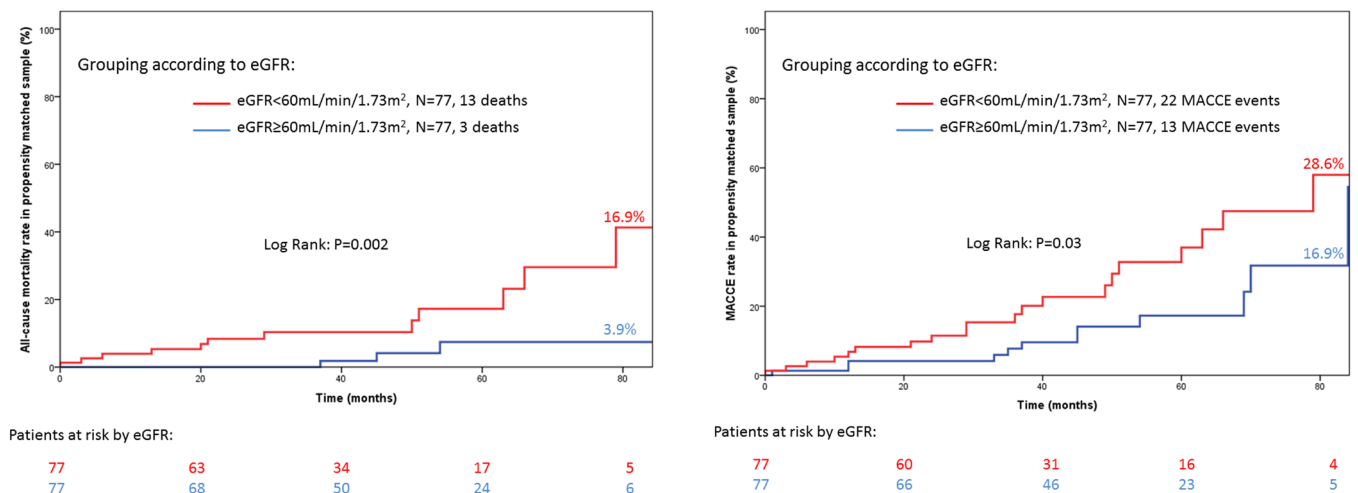 All-cause mortality rate in propensity matched sample (%)
100
80
60
40
20
0
Grouping according to eGFR:
eGFR<60mL/min/1.73m², N=77, 13 deaths
eGFR≥60mL/min/1.73m², N=77, 3 deaths
Log Rank: P=0.002
16.9%
3.9%
0 20 40 60 80
Time (months)
Patients at risk by eGFR:
77 63 34 17 5
77 68 50 24 6
MACCE rate in propensity matched sample (%)
100
80
60
40
20
0
Grouping according to eGFR:
eGFR<60mL/min/1.73m², N=77, 22 MACCE events
eGFR≥60mL/min/1.73m², N=77, 13 MACCE events
28.6%
Log Rank: P=0.03
16.9%
0 20 40 60 80
Time (months)
Patients at risk by eGFR:
77 60 31 16 4
77 66 46 23 5